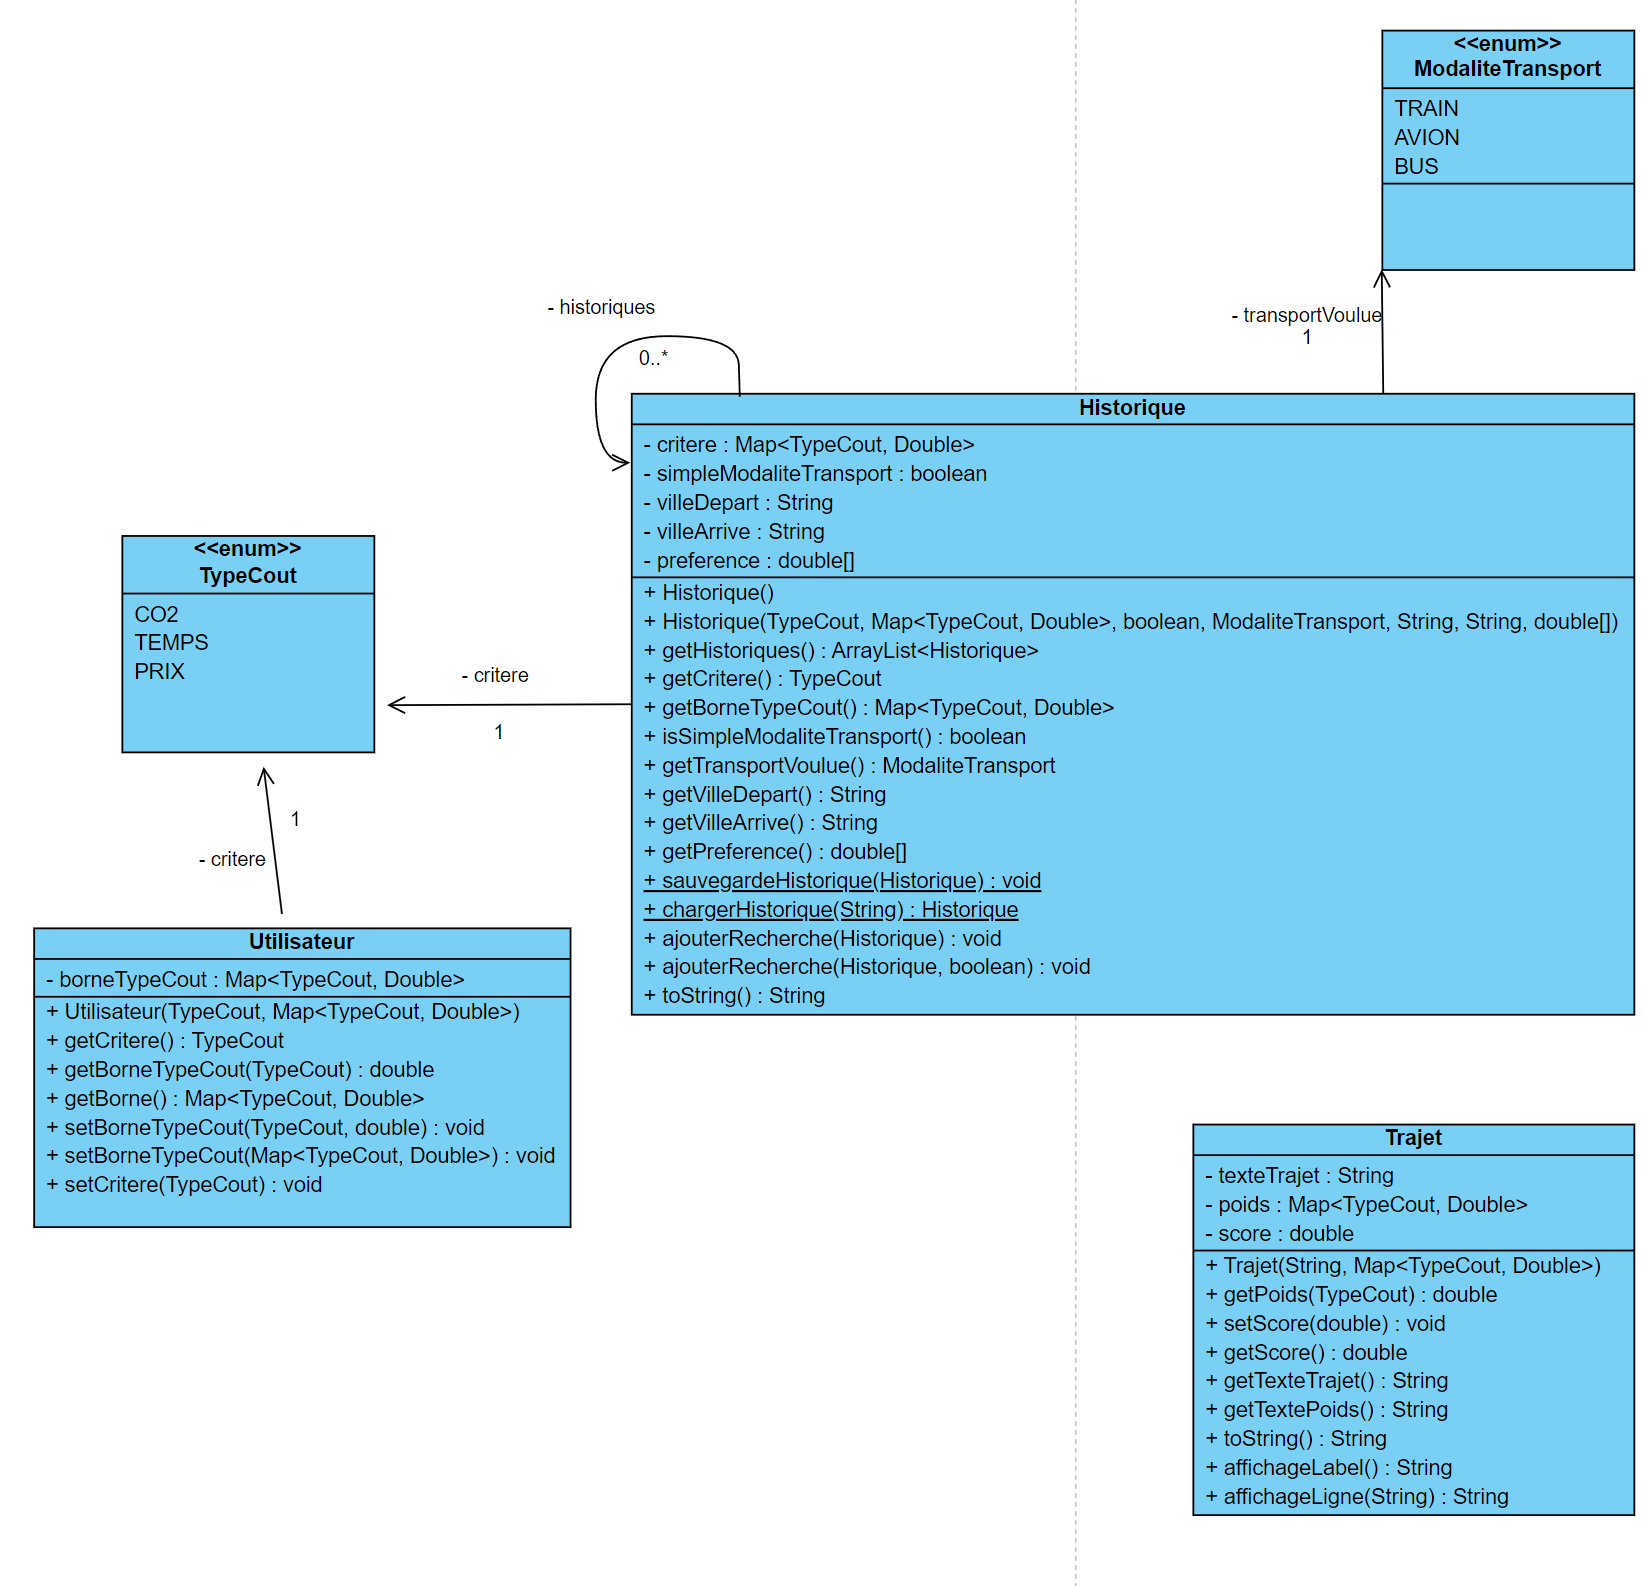 <<enum>>
ModaliteTransport
TRAIN
AVION
BUS
- transportVoulue
1
- historiques
0..*
Historique
- critere : Map<TypeCout, Double>
- simpleModaliteTransport : boolean
- villeDepart : String
- villeArrive : String
- preference : double[]
+ Historique()
+ Historique(TypeCout, Map<TypeCout, Double>, boolean, ModaliteTransport, String, String, double[])
+ getHistoriques() : ArrayList<Historique>
+ getCritere() : TypeCout
+ getBorneTypeCout() : Map<TypeCout, Double>
+ isSimpleModaliteTransport() : boolean
+ getTransportVoulue() : ModaliteTransport
+ getVilleDepart() : String
+ getVilleArrive() : String
+ getPreference() : double[]
+ sauvegardeHistorique(Historique) : void
+ chargerHistorique(String) : Historique
+ ajouterRecherche(Historique) : void
+ ajouterRecherche(Historique, boolean) : void
+ toString() : String
<<enum>>
TypeCout
CO2
TEMPS
PRIX
- critere
1
1
- critere
Utilisateur
- borneTypeCout : Map<TypeCout, Double>
+ Utilisateur(TypeCout, Map<TypeCout, Double>)
+ getCritere() : TypeCout
+ getBorneTypeCout(TypeCout) : double
+ getBorne() : Map<TypeCout, Double>
+ setBorneTypeCout(TypeCout, double) : void
+ setBorneTypeCout(Map<TypeCout, Double>) : void
+ setCritere(TypeCout) : void
Trajet
- texteTrajet : String
- poids : Map<TypeCout, Double>
- score : double
+ Trajet(String, Map<TypeCout, Double>)
+ getPoids(TypeCout) : double
+ setScore(double) : void
+ getScore() : double
+ getTexteTrajet() : String
+ getTextePoids() : String
+ toString() : String
+ affichageLabel() : String
+ affichageLigne(String) : String